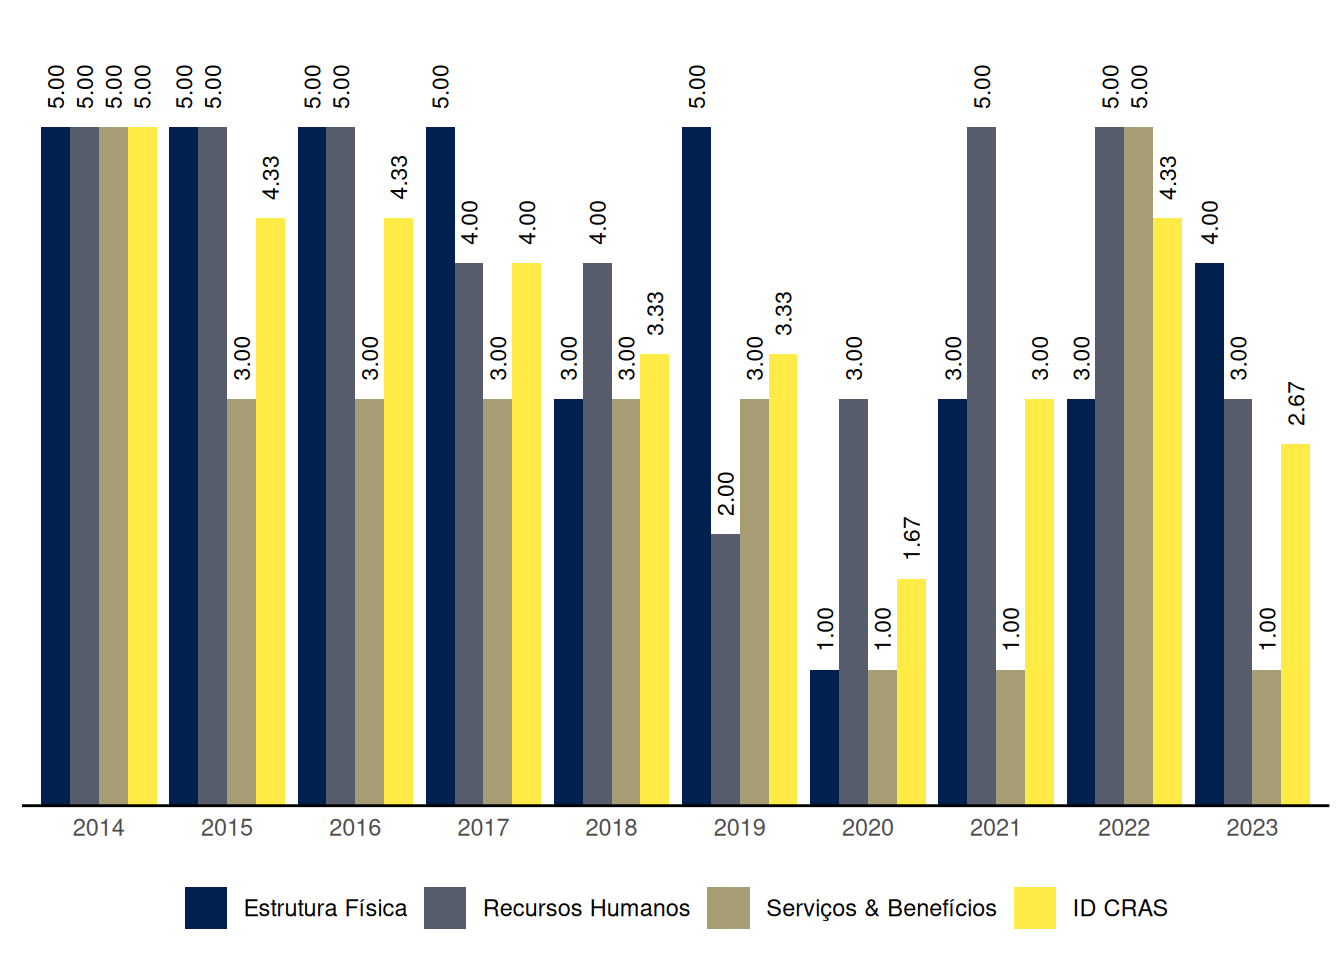 5.00 5.00 5.00 5.00 5.00 5.00 3.00 4.33 5.00 5.00 3.00 4.33 5.00 4.00 3.00 4.00 3.00 4.00 3.00 3.33 5.00 2.00 3.00 3.33 1.00 3.00 1.00 1.67 3.00 5.00 1.00 3.00 3.00 5.00 5.00 4.33 4.00 3.00 1.00 2.67
2014 2015 2016 2017 2018 2019 2020 2021 2022 2023
Estrutura Física Recursos Humanos Serviços & Benefícios ID CRAS